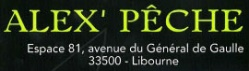 ALEX' PÊCHE
Espace 81, avenue du Général de Gaulle
33500 - Libourne